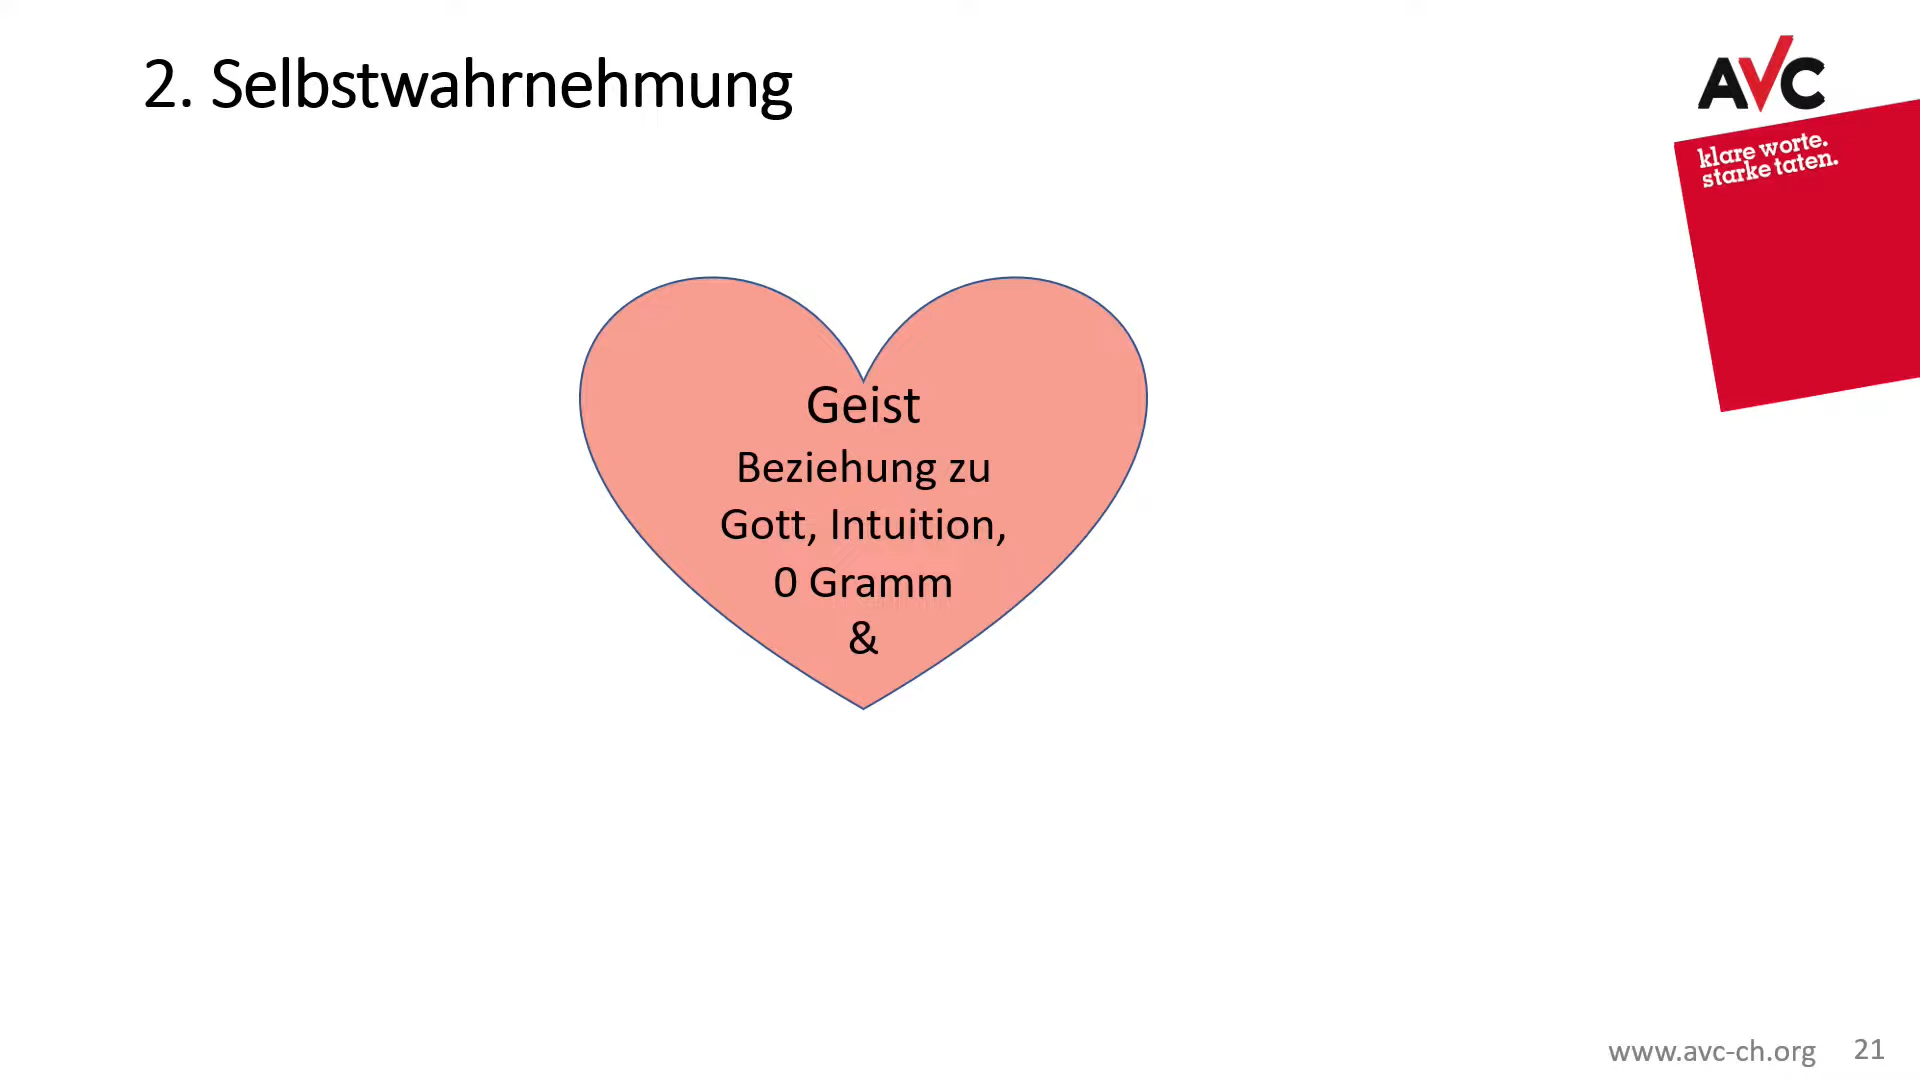 2. Selbstwahrnehmung
AVC
klare worte.
starke taten.
Geist
Beziehung zu
Gott, Intuition,
0 Gramm
&
www.avc-ch.org 21